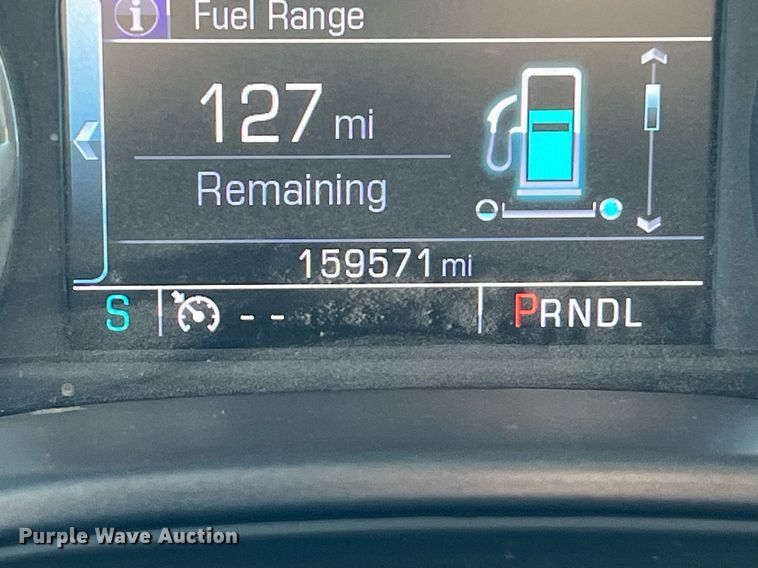 i Fuel Range
127 mi
Remaining
159571 mi
S -- PRNDL
Purple Wave Auction